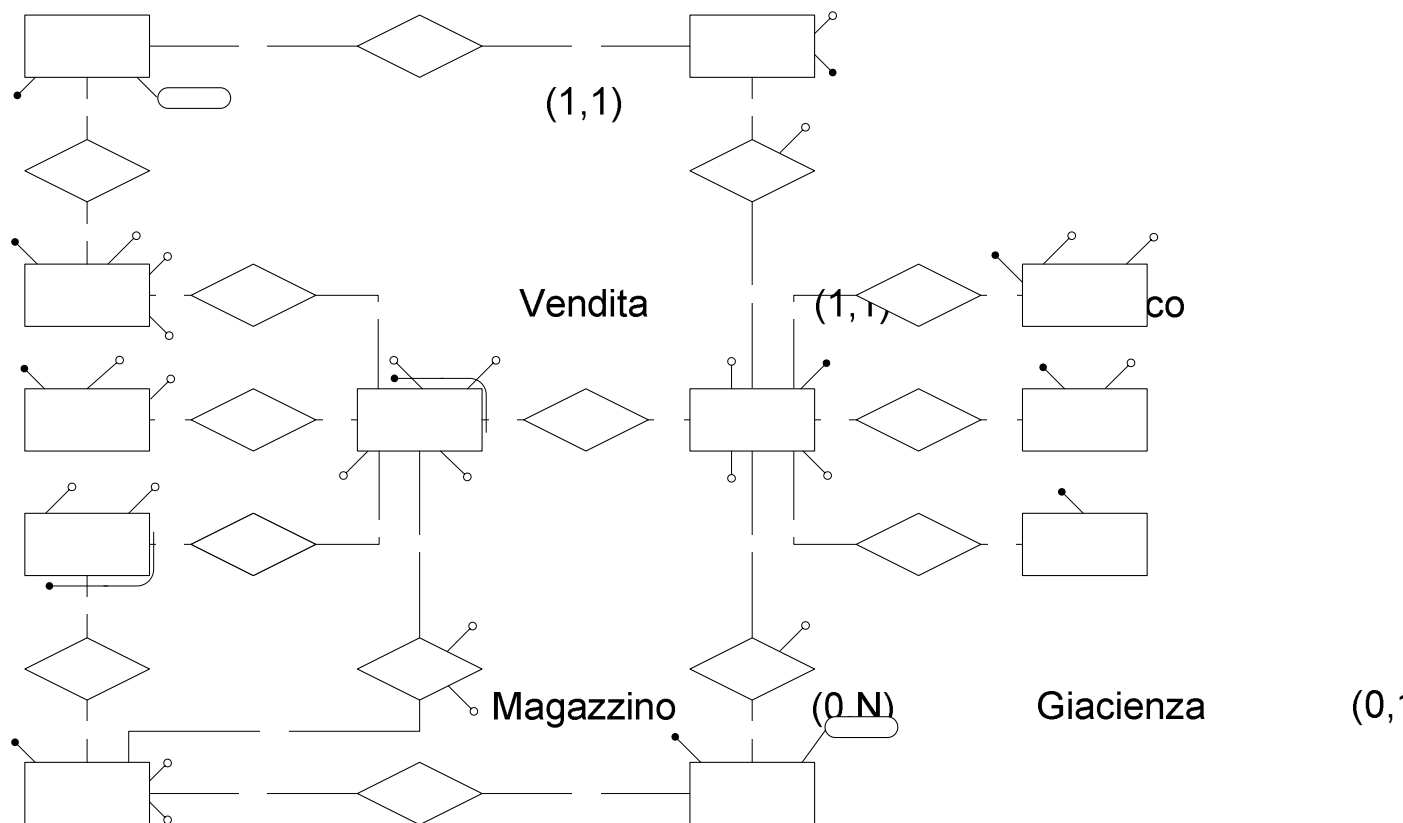 (1,1)
Vendita (1,1) co
Magazzino (0,N) Giacienza (0,1